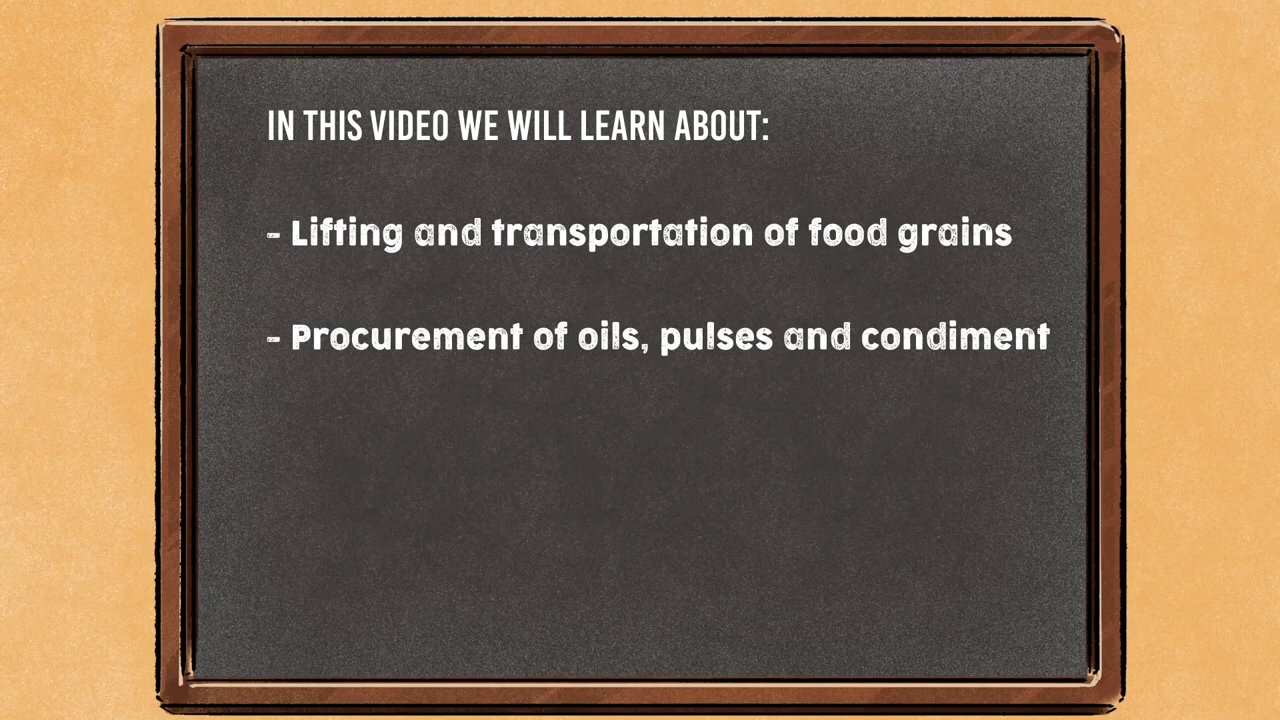 IN THIS VIDEO WE WILL LEARN ABOUT:
- Lifting and transportation of food grains
- Procurement of oils, pulses and condiment